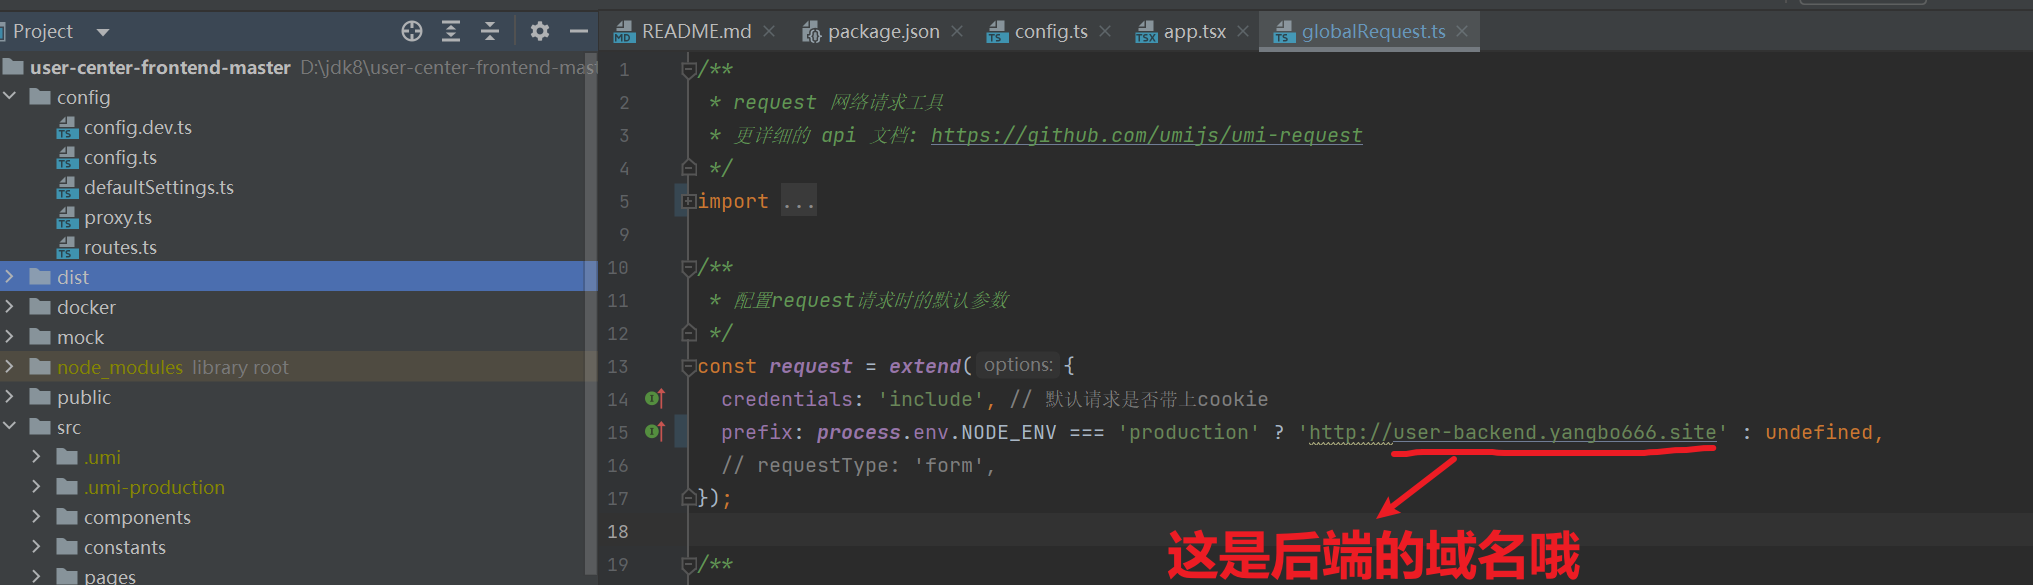 Project
README.md
package.json
config.ts
app.tsx
globalRequest.ts
user-center-frontend-master D:\jdk8\user-center-frontend-mast
config
config.dev.ts
config.ts
defaultSettings.ts
proxy.ts
routes.ts
dist
docker
mock
node_modules library root
public
src
.umi
.umi-production
components
constants
pages
1 /**
2 * request 网络请求工具
3 * 更详细的 api 文档: https://github.com/umijs/umi-request
4 */
5 import ...
9
10 /**
11 * 配置request请求时的默认参数
12 */
13 const request = extend( options: {
14 credentials: 'include', // 默认请求是否带上cookie
15 prefix: process.env.NODE_ENV === 'production' ? 'http://user-backend.yangbo666.site' : undefined,
16 // requestType: 'form',
17 });
18
19 /**
这是后端的域名哦